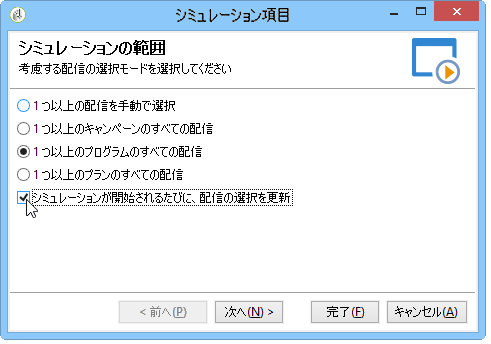 シミュレーション項目
シミュレーションの範囲
考慮する配信の選択モードを選択してください
1つ以上の配信を手動で選択
1つ以上のキャンペーンのすべての配信
1つ以上のプログラムのすべての配信
1つ以上のプランのすべての配信
シミュレーションが開始されるたびに、配信の選択を更新
< 前へ(P) 次へ(N) > 完了(F) キャンセル(A)